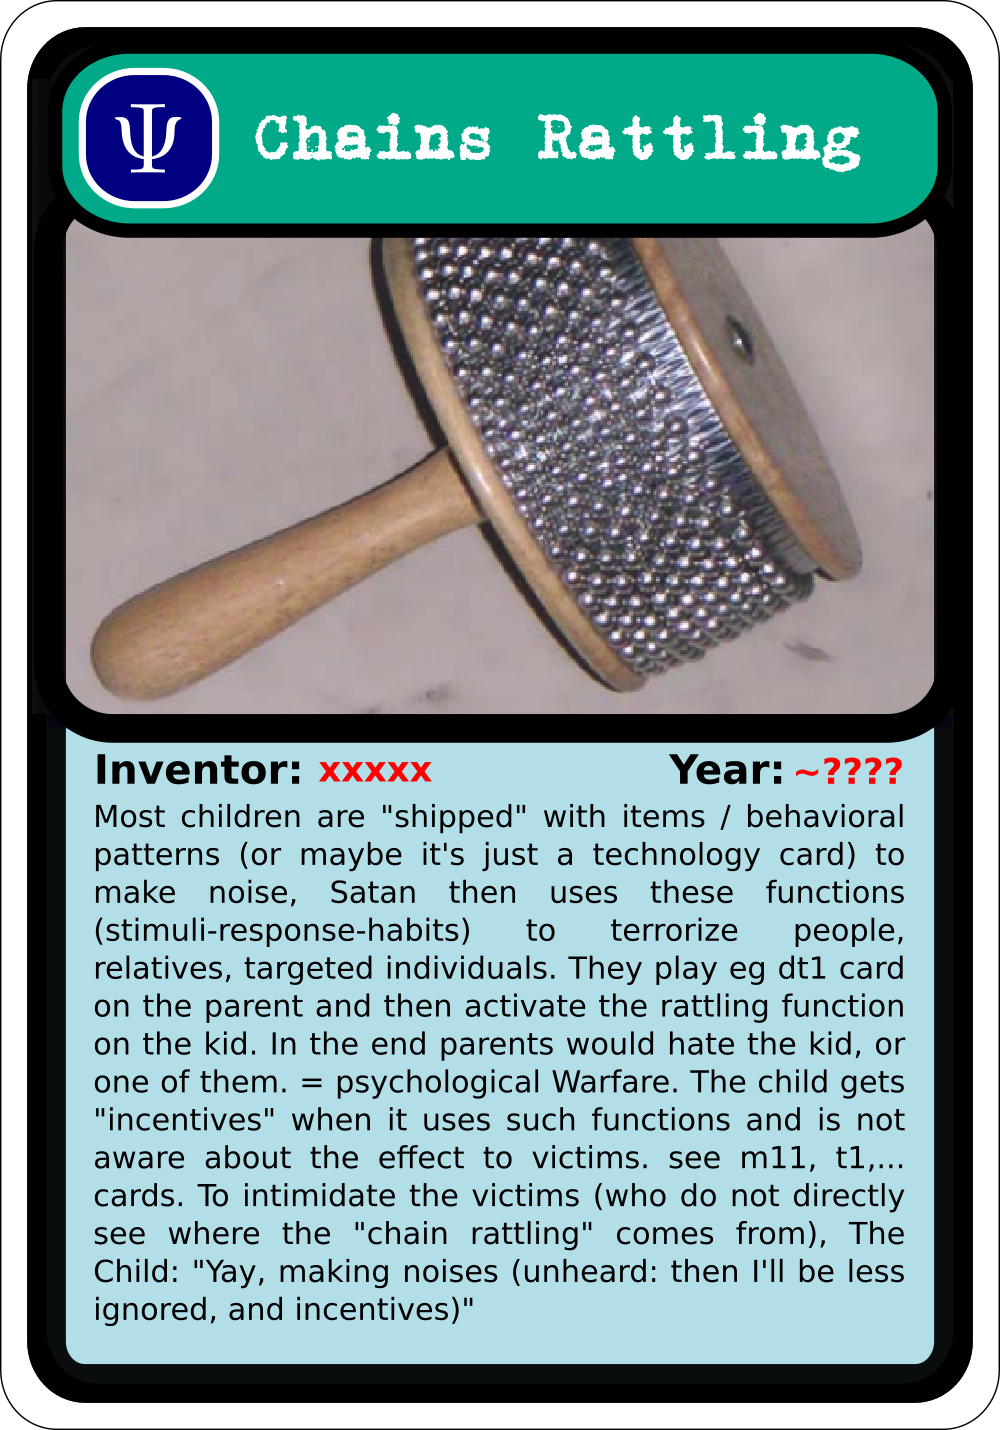 Ψ Chains Rattling
Inventor: xxxxx Year: ~????
Most children are "shipped" with items / behavioral
patterns (or maybe it's just a technology card) to
make noise, Satan then uses these functions
(stimuli-response-habits) to terrorize people,
relatives, targeted individuals. They play eg dt1 card
on the parent and then activate the rattling function
on the kid. In the end parents would hate the kid, or
one of them. = psychological Warfare. The child gets
"incentives" when it uses such functions and is not
aware about the effect to victims. see m11, t1,...
cards. To intimidate the victims (who do not directly
see where the "chain rattling" comes from), The
Child: "Yay, making noises (unheard: then I'll be less
ignored, and incentives)"